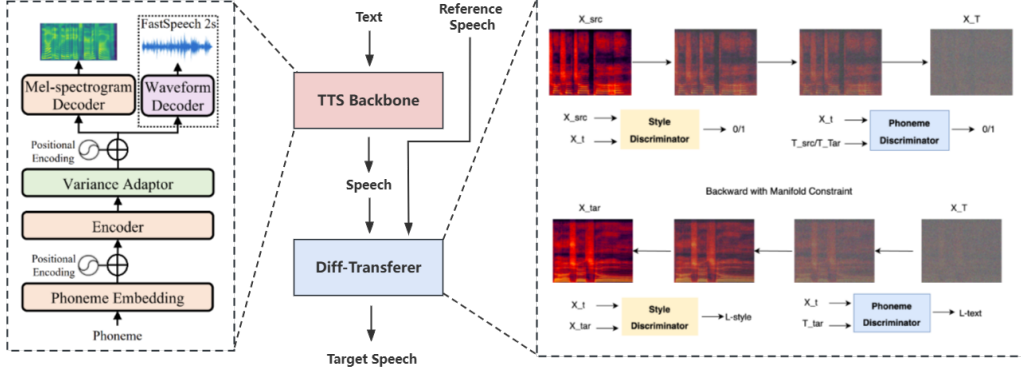 FastSpeech 2s
Mel-spectrogram
Decoder
Waveform
Decoder
Positional
Encoding
Variance Adaptor
Encoder
Positional
Encoding
Phoneme Embedding
Phoneme
Text
Reference
Speech
TTS Backbone
Speech
Diff-Transferer
Target Speech
X_src
X_T
X_src
X_t
Style
Discriminator
0/1
X_t
T_src/T_Tar
Phoneme
Discriminator
0/1
Backward with Manifold Constraint
X_tar
X_T
X_t
X_tar
Style
Discriminator
L-style
X_t
T_tar
Phoneme
Discriminator
L-text